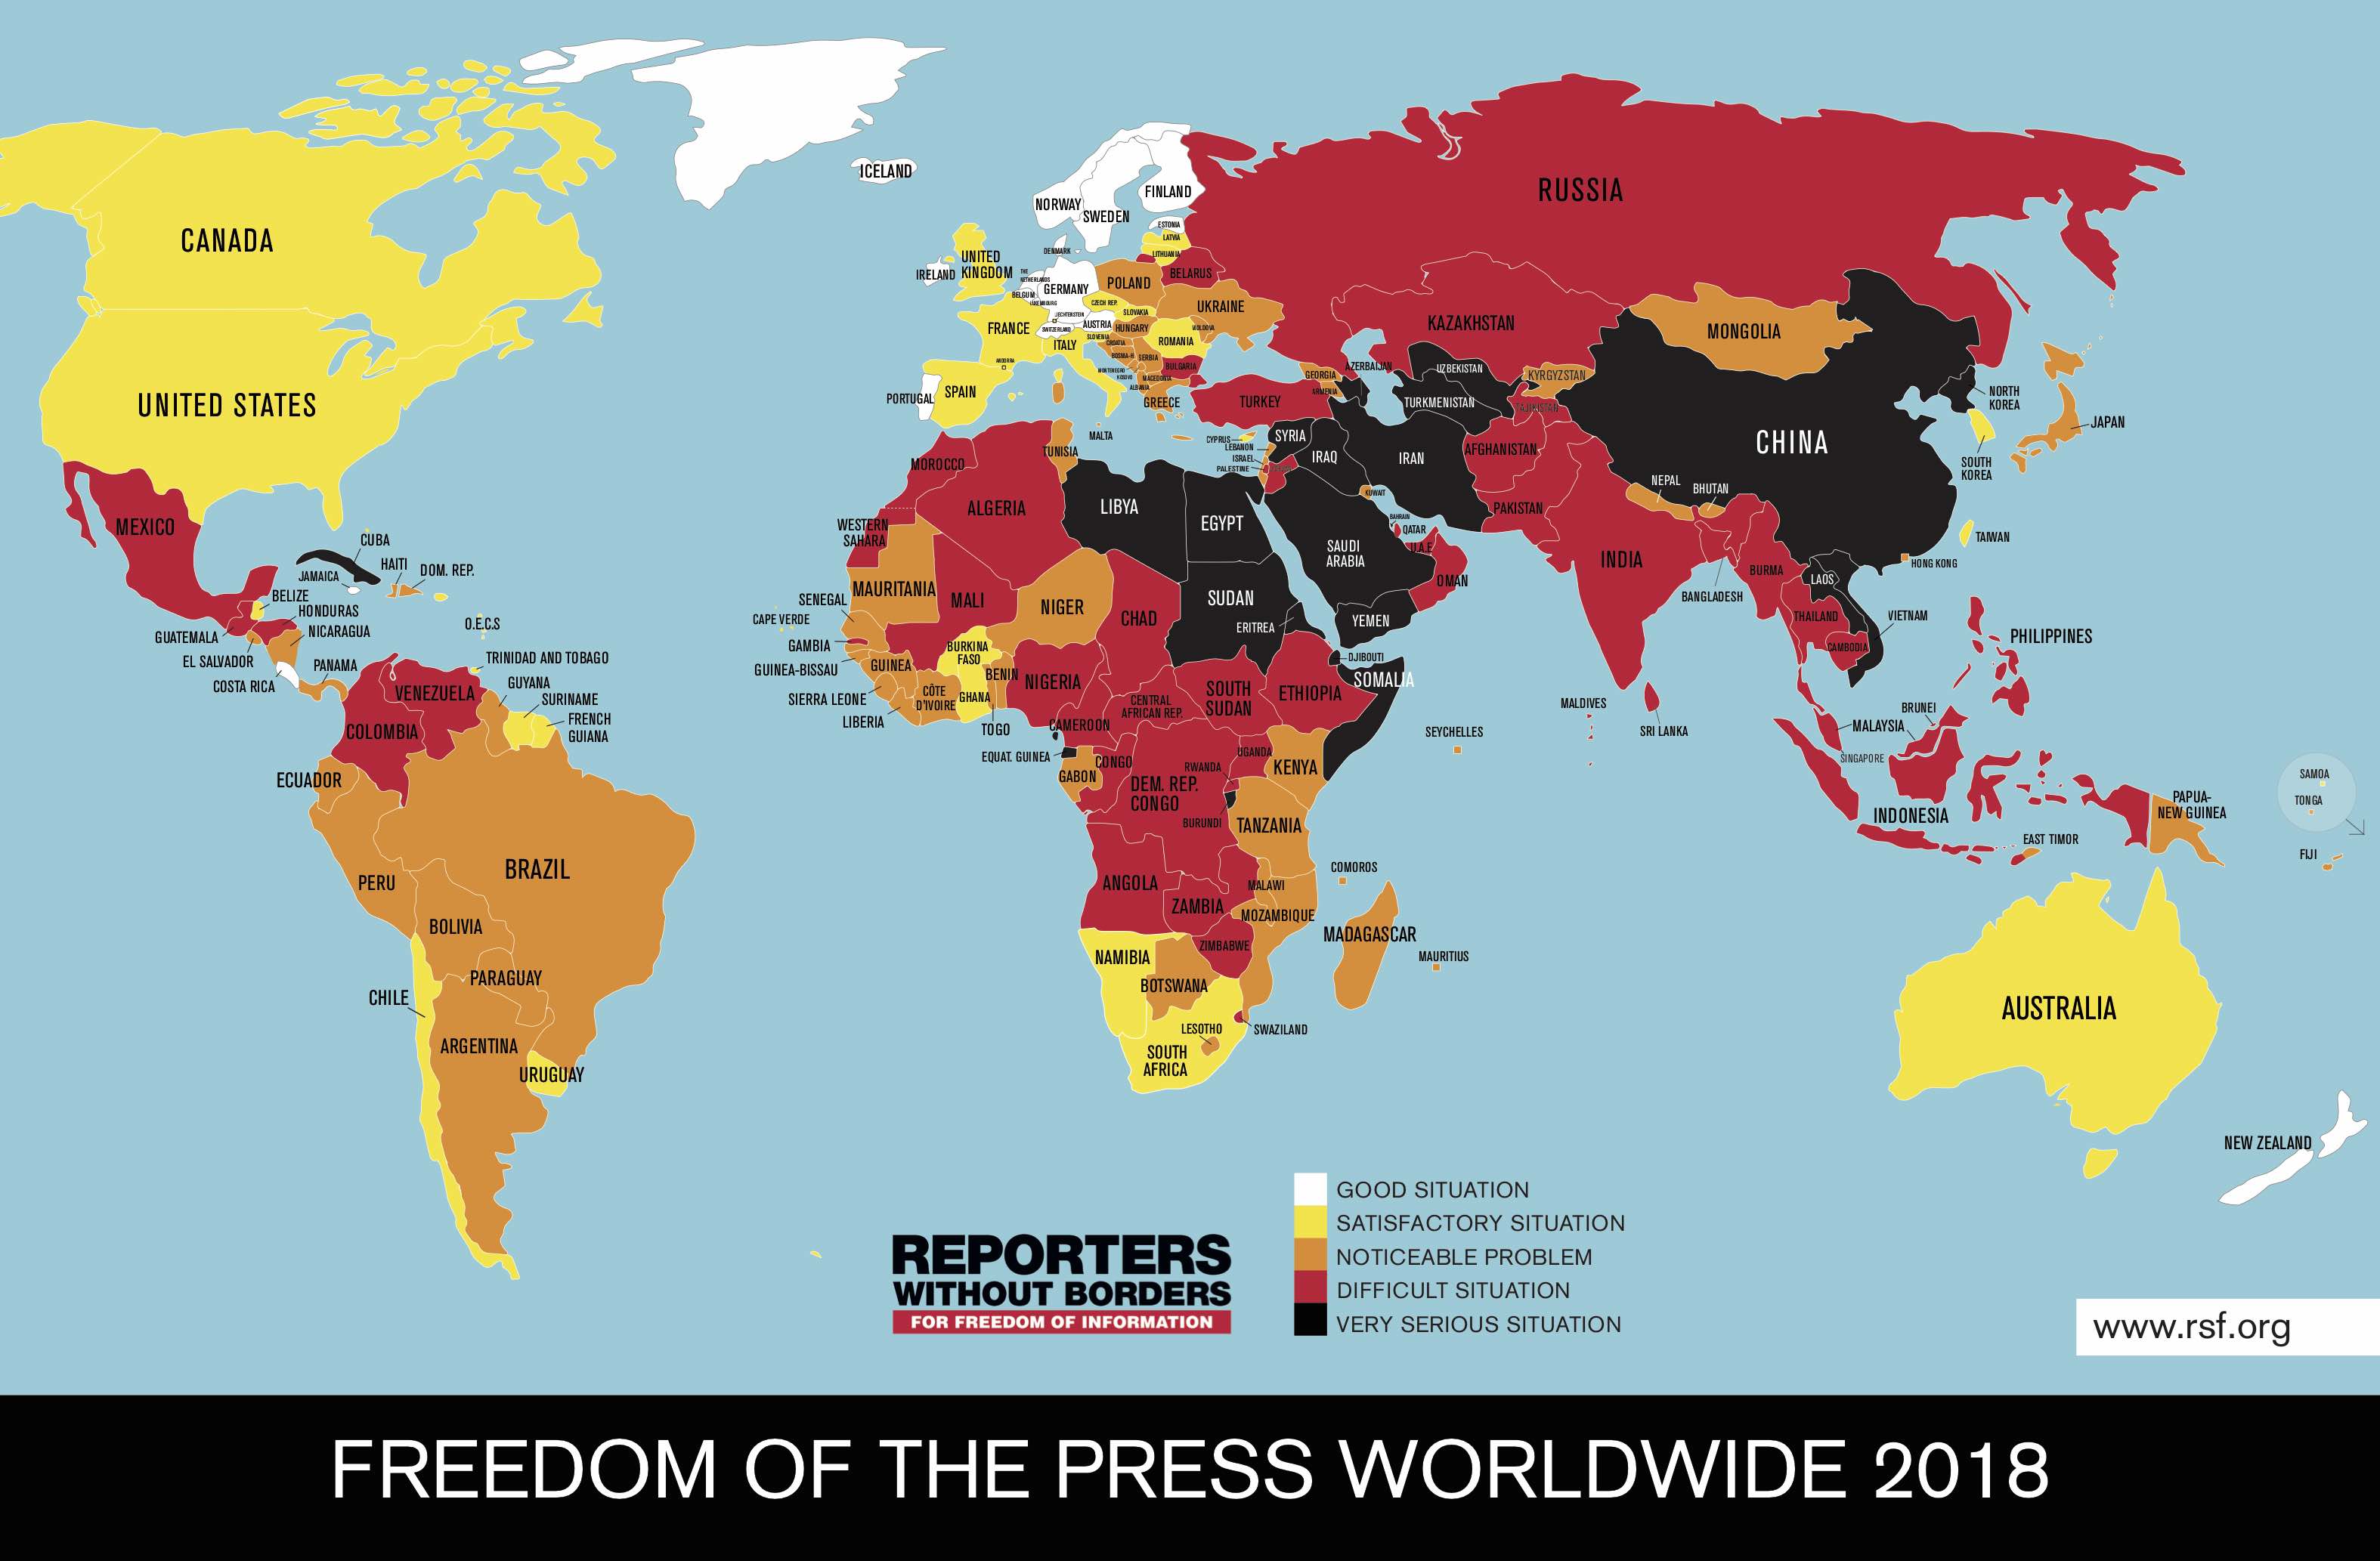 ICELAND
FINLAND
NORWAY
SWEDEN
RUSSIA
CANADA
ESTONIA
LATVIA
LITHUANIA
DENMARK
UNITED
KINGDOM
IRELAND
THE
NETHERLANDS
BELGUM
LUXEMBOURG
GERMANY
POLAND
BELARUS
UKRAINE
CZECH REP.
SLOVAKIA
LIECHTENSTEIN
AUSTRIA
SWITZERLAND
HUNGARY
MOLDOVA
FRANCE
ITALY
SLOVENIA
CROATIA
ROMANIA
BOSNIA-H.
SERBIA
BULGARIA
MONTENEGRO
KOSOVO
MACEDONIA
ALBANIA
GREECE
ANDORRA
PORTUGAL
SPAIN
KAZAKHSTAN
MONGOLIA
AZERBAIJAN
GEORGIA
ARMENIA
UZBEKISTAN
KYRGYZSTAN
TURKMENISTAN
TAJIKISTAN
TURKEY
NORTH
KOREA
JAPAN
SOUTH
KOREA
CHINA
UNITED STATES
MALTA
CYPRUS
LEBANON
ISRAEL
PALESTINE
SYRIA
IRAQ
IRAN
AFGHANISTAN
PAKISTAN
NEPAL
BHUTAN
KUWAIT
BAHRAIN
QATAR
U.A.E
OMAN
MOROCCO
TUNISIA
ALGERIA
LIBYA
EGYPT
SAUDI
ARABIA
WESTERN
SAHARA
MEXICO
CUBA
HAITI
DOM. REP.
JAMAICA
BELIZE
HONDURAS
NICARAGUA
GUATEMALA
EL SALVADOR
COSTA RICA
PANAMA
O.E.C.S
TRINIDAD AND TOBAGO
GUYANA
SURINAME
FRENCH
GUIANA
VENEZUELA
COLOMBIA
ECUADOR
PERU
BRAZIL
BOLIVIA
PARAGUAY
CHILE
ARGENTINA
URUGUAY
MAURITANIA
MALI
NIGER
CHAD
SUDAN
ERITREA
YEMEN
SENEGAL
CAPE VERDE
GAMBIA
GUINEA-BISSAU
GUINEA
SIERRA LEONE
LIBERIA
CÔTE
D'IVOIRE
BURKINA
FASO
GHANA
BENIN
TOGO
NIGERIA
CAMEROON
CENTRAL
AFRICAN REP.
SOUTH
SUDAN
ETHIOPIA
DJIBOUTI
SOMALIA
EQUAT. GUINEA
GABON
CONGO
DEM. REP.
CONGO
UGANDA
RWANDA
BURUNDI
KENYA
TANZANIA
ANGOLA
ZAMBIA
MALAWI
MOZAMBIQUE
ZIMBABWE
NAMIBIA
BOTSWANA
LESOTHO
SWAZILAND
SOUTH
AFRICA
COMOROS
MADAGASCAR
MAURITIUS
SEYCHELLES
INDIA
BANGLADESH
BURMA
LAOS
THAILAND
VIETNAM
CAMBODIA
HONG KONG
TAIWAN
PHILIPPINES
MALDIVES
SRI LANKA
BRUNEI
MALAYSIA
SINGAPORE
INDONESIA
EAST TIMOR
PAPUA-
NEW GUINEA
SAMOA
TONGA
FIJI
AUSTRALIA
NEW ZEALAND
GOOD SITUATION
SATISFACTORY SITUATION
NOTICEABLE PROBLEM
DIFFICULT SITUATION
VERY SERIOUS SITUATION
REPORTERS
WITHOUT BORDERS
FOR FREEDOM OF INFORMATION
www.rsf.org
FREEDOM OF THE PRESS WORLDWIDE 2018